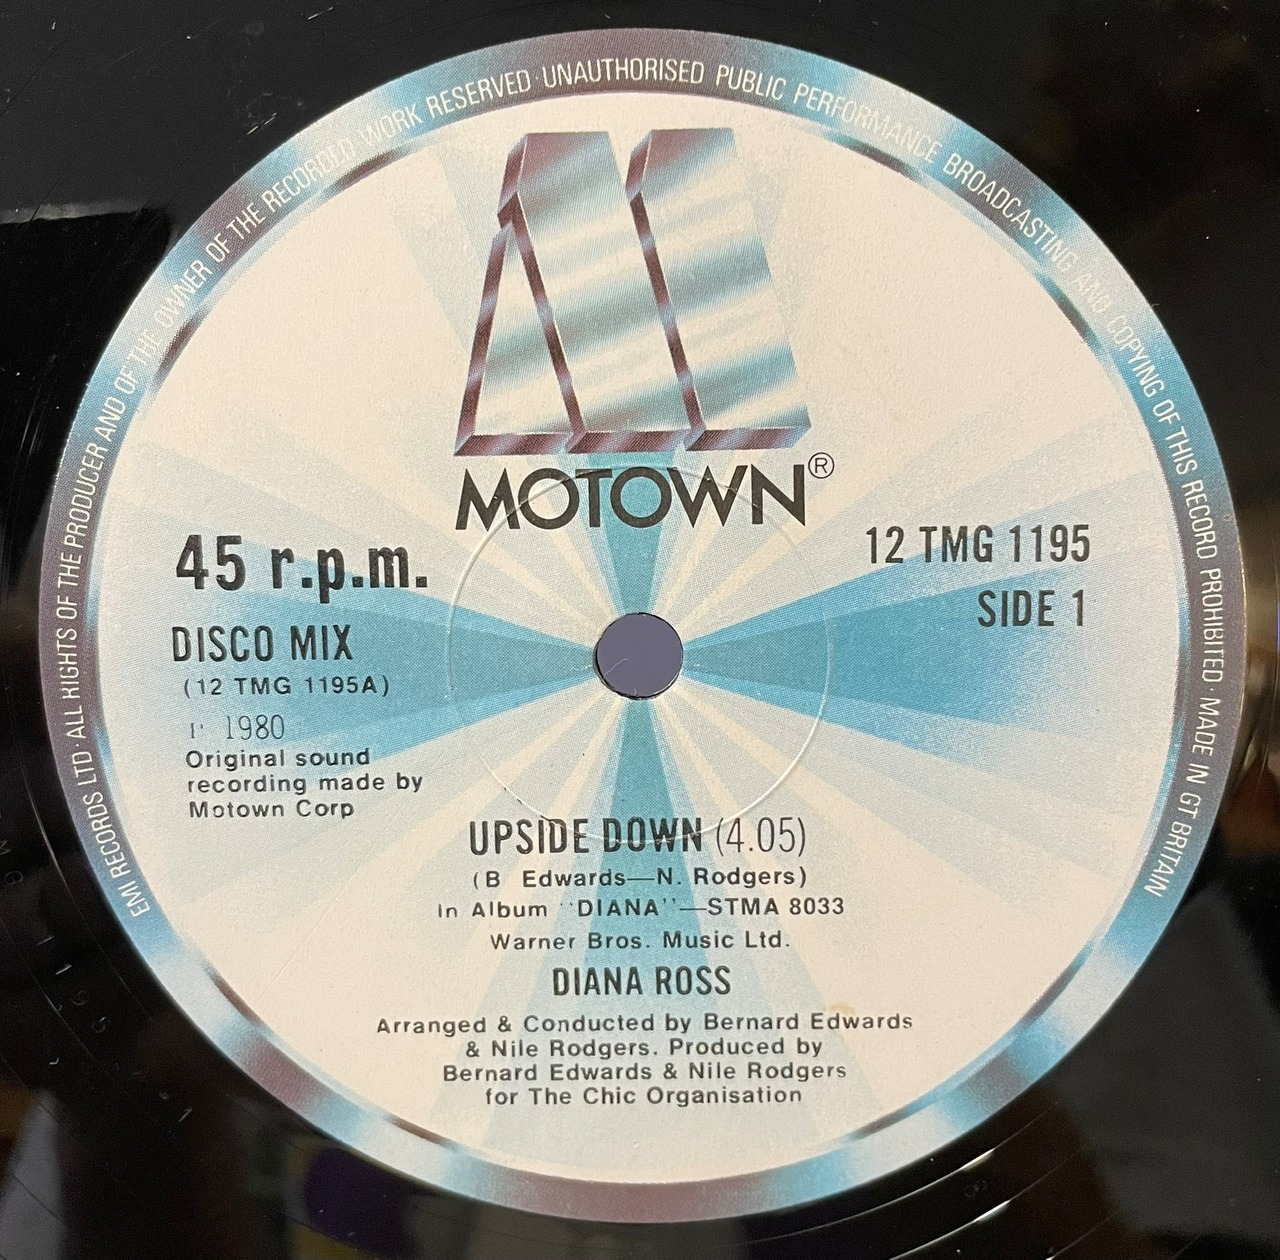 EMI RECORDS LTD · ALL RIGHTS OF THE PRODUCER AND OF THE OWNER OF THE RECORDED WORK RESERVED · UNAUTHORISED PUBLIC PERFORMANCE BROADCASTING AND COPYING OF THIS RECORD PROHIBITED · MADE IN GT BRITAIN
MOTOWN®
45 r.p.m.
12 TMG 1195
SIDE 1
DISCO MIX
(12 TMG 1195A)
1980
Original sound
recording made by
Motown Corp
UPSIDE DOWN (4.05)
(B Edwards—N. Rodgers)
In Album "DIANA"—STMA 8033
Warner Bros. Music Ltd.
DIANA ROSS
Arranged & Conducted by Bernard Edwards
& Nile Rodgers. Produced by
Bernard Edwards & Nile Rodgers
for The Chic Organisation